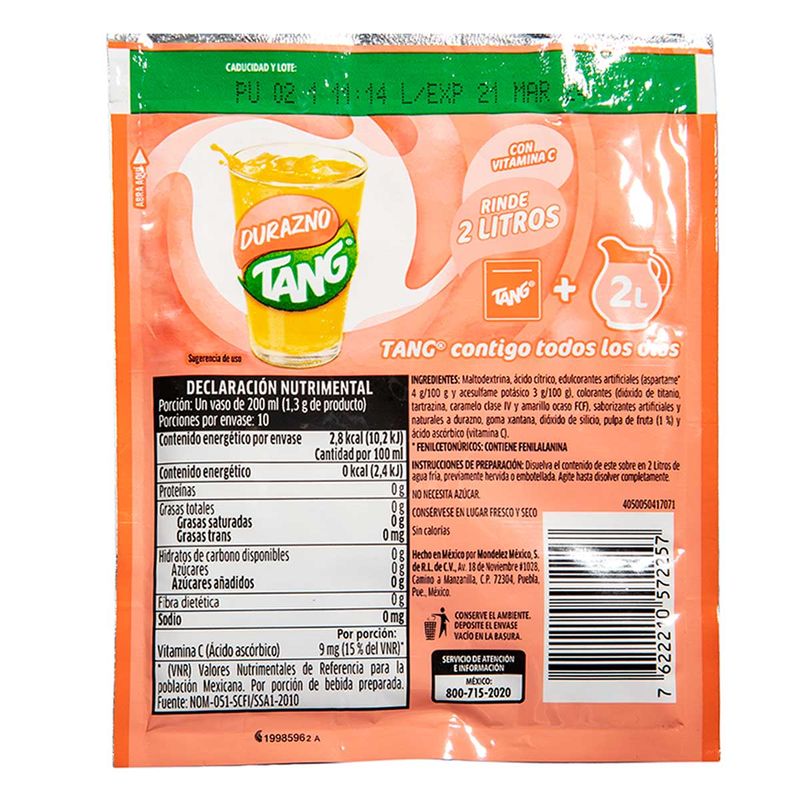 CADUCIDAD Y LOTE:
PU 02 1 11:14 L/EXP 21 MAR
ABRA AQUÍ
CON
VITAMINA C
RINDE
2 LITROS
DURAZNO
TANG®
TANG® + 2L
Sugerencia de uso
TANG® contigo todos los días
DECLARACIÓN NUTRIMENTAL
Porción: Un vaso de 200 ml (1,3 g de producto)
Porciones por envase: 10
Contenido energético por envase 2,8 kcal (10,2 kJ)
Cantidad por 100 ml
Contenido energético 0 kcal (2,4 kJ)
Proteínas 0 g
Grasas totales 0 g
Grasas saturadas 0 g
Grasas trans 0 mg
Hidratos de carbono disponibles 0 g
Azúcares 0 g
Azúcares añadidos 0 g
Fibra dietética 0 g
Sodio 0 mg
Por porción:
Vitamina C (Ácido ascórbico) 9 mg (15 % del VNR)*
* (VNR) Valores Nutrimentales de Referencia para la
población Mexicana. Por porción de bebida preparada.
Fuente: NOM-051-SCFI/SSA1-2010
1998596 2 A
INGREDIENTES: Maltodextrina, ácido cítrico, edulcorantes artificiales (aspartame*
4 g/100 g y acesulfame potásico 3 g/100 g), colorantes (dióxido de titanio,
tartrazina, caramelo clase IV y amarillo ocaso FCF), saborizantes artificiales y
naturales a durazno, goma xantana, dióxido de silicio, pulpa de fruta (1 %) y
ácido ascórbico (vitamina C).
* FENILCETONÚRICOS: CONTIENE FENILALANINA
INSTRUCCIONES DE PREPARACIÓN: Disuelva el contenido de este sobre en 2 Litros de
agua fría, previamente hervida o embotellada. Agite hasta disolver completamente.
NO NECESITA AZÚCAR.
CONSÉRVESE EN LUGAR FRESCO Y SECO
Sin calorías
4050050417071
Hecho en México por Mondelez México, S.
de R.L. de C.V., Av. 18 de Noviembre #1028,
Camino a Manzanilla, C.P. 72304, Puebla,
Pue., México.
CONSERVE EL AMBIENTE.
DEPOSITE EL ENVASE
VACÍO EN LA BASURA.
SERVICIO DE ATENCIÓN
E INFORMACIÓN
MÉXICO:
800-715-2020
7 622210 572257